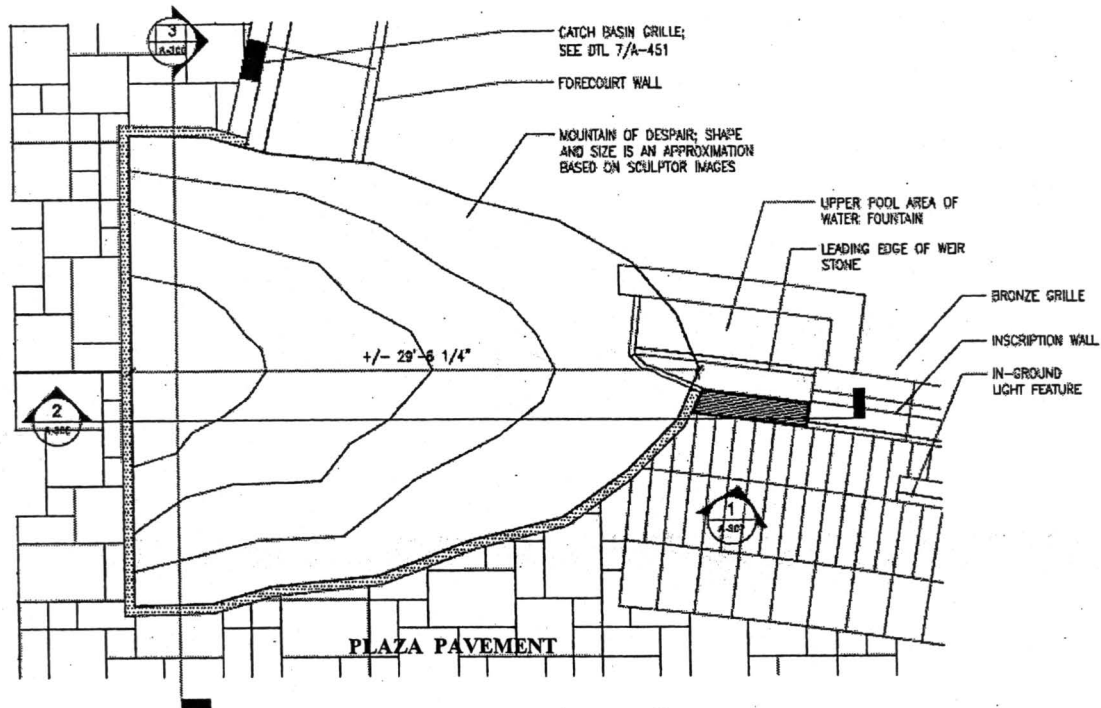 3
CATCH BASIN GRILLE;
SEE DTL 7/A-451
FORECOURT WALL
MOUNTAIN OF DESPAIR; SHAPE
AND SIZE IS AN APPROXIMATION
BASED ON SCULPTOR IMAGES
UPPER POOL AREA OF
WATER FOUNTAIN
LEADING EDGE OF WEIR
STONE
BRONZE GRILLE
INSCRIPTION WALL
IN-GROUND
LIGHT FEATURE
+/- 29'-6 1/4"
2
1
PLAZA PAVEMENT